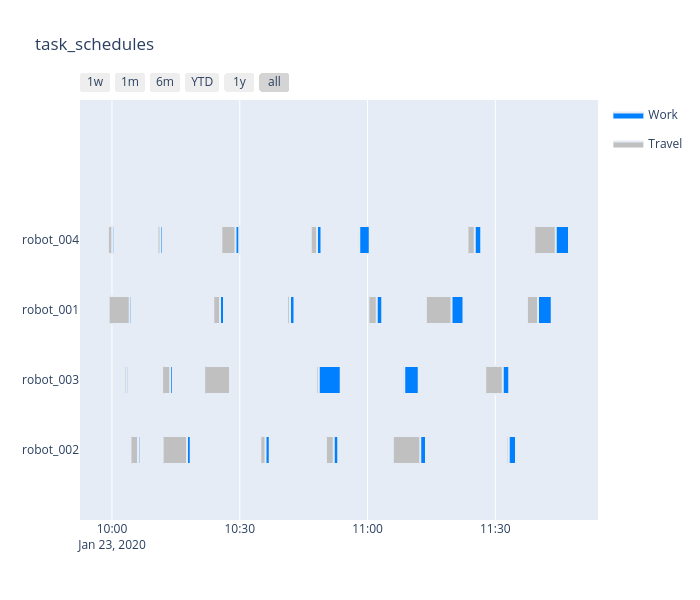 task_schedules
1w 1m 6m YTD 1y all
Work
Travel
robot_004
robot_001
robot_003
robot_002
10:00 10:30 11:00 11:30
Jan 23, 2020